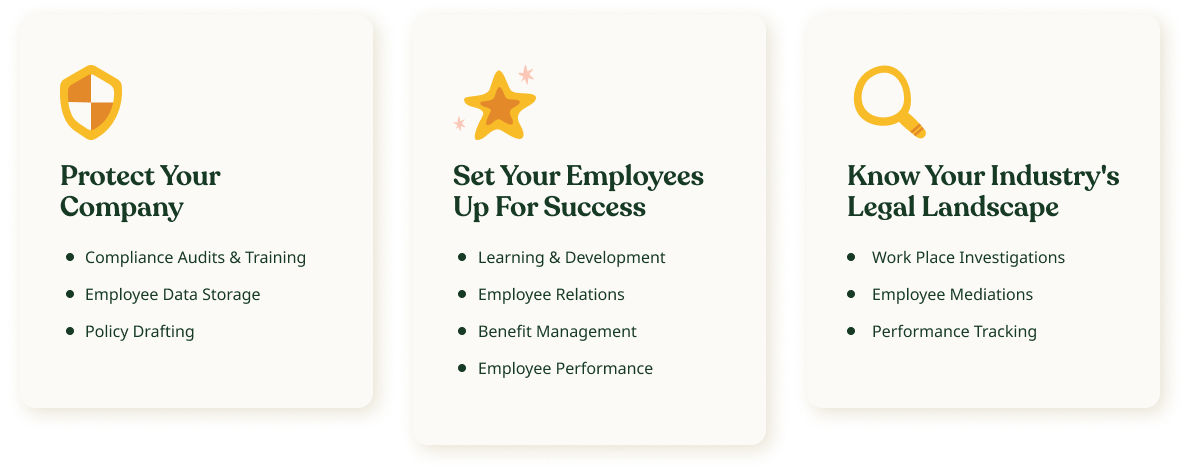 Protect Your
Company
Compliance Audits & Training
Employee Data Storage
Policy Drafting
Set Your Employees
Up For Success
Learning & Development
Employee Relations
Benefit Management
Employee Performance
Know Your Industry's
Legal Landscape
Work Place Investigations
Employee Mediations
Performance Tracking